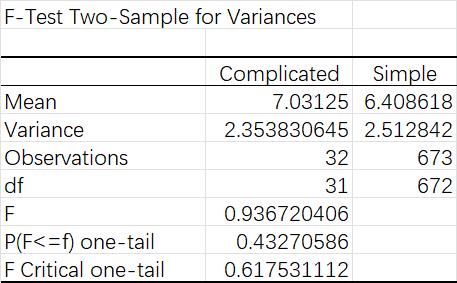 F-Test Two-Sample for Variances
Complicated Simple
Mean 7.03125 6.408618
Variance 2.353830645 2.512842
Observations 32 673
df 31 672
F 0.936720406
P(F<=f) one-tail 0.43270586
F Critical one-tail 0.617531112